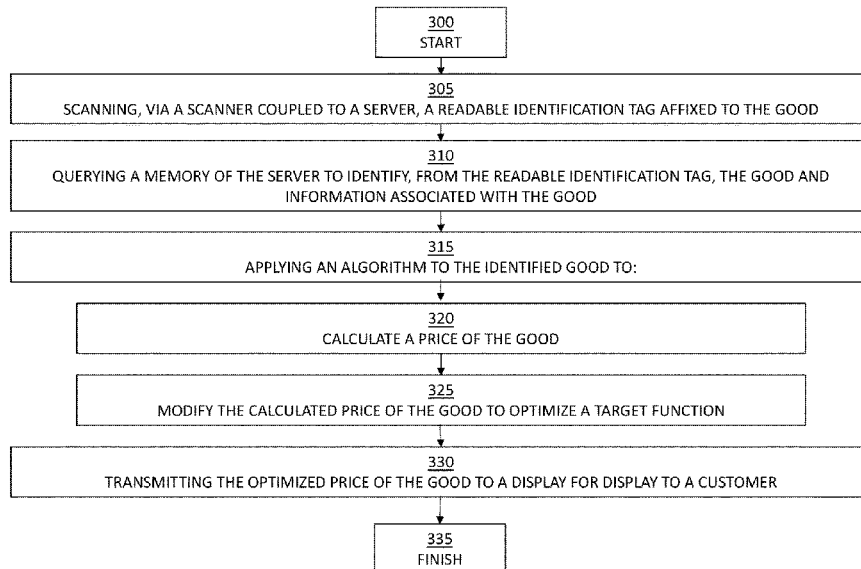 300
START
305
SCANNING, VIA A SCANNER COUPLED TO A SERVER, A READABLE IDENTIFICATION TAG AFFIXED TO THE GOOD
310
QUERYING A MEMORY OF THE SERVER TO IDENTIFY, FROM THE READABLE IDENTIFICATION TAG, THE GOOD AND
INFORMATION ASSOCIATED WITH THE GOOD
315
APPLYING AN ALGORITHM TO THE IDENTIFIED GOOD TO:
320
CALCULATE A PRICE OF THE GOOD
325
MODIFY THE CALCULATED PRICE OF THE GOOD TO OPTIMIZE A TARGET FUNCTION
330
TRANSMITTING THE OPTIMIZED PRICE OF THE GOOD TO A DISPLAY FOR DISPLAY TO A CUSTOMER
335
FINISH